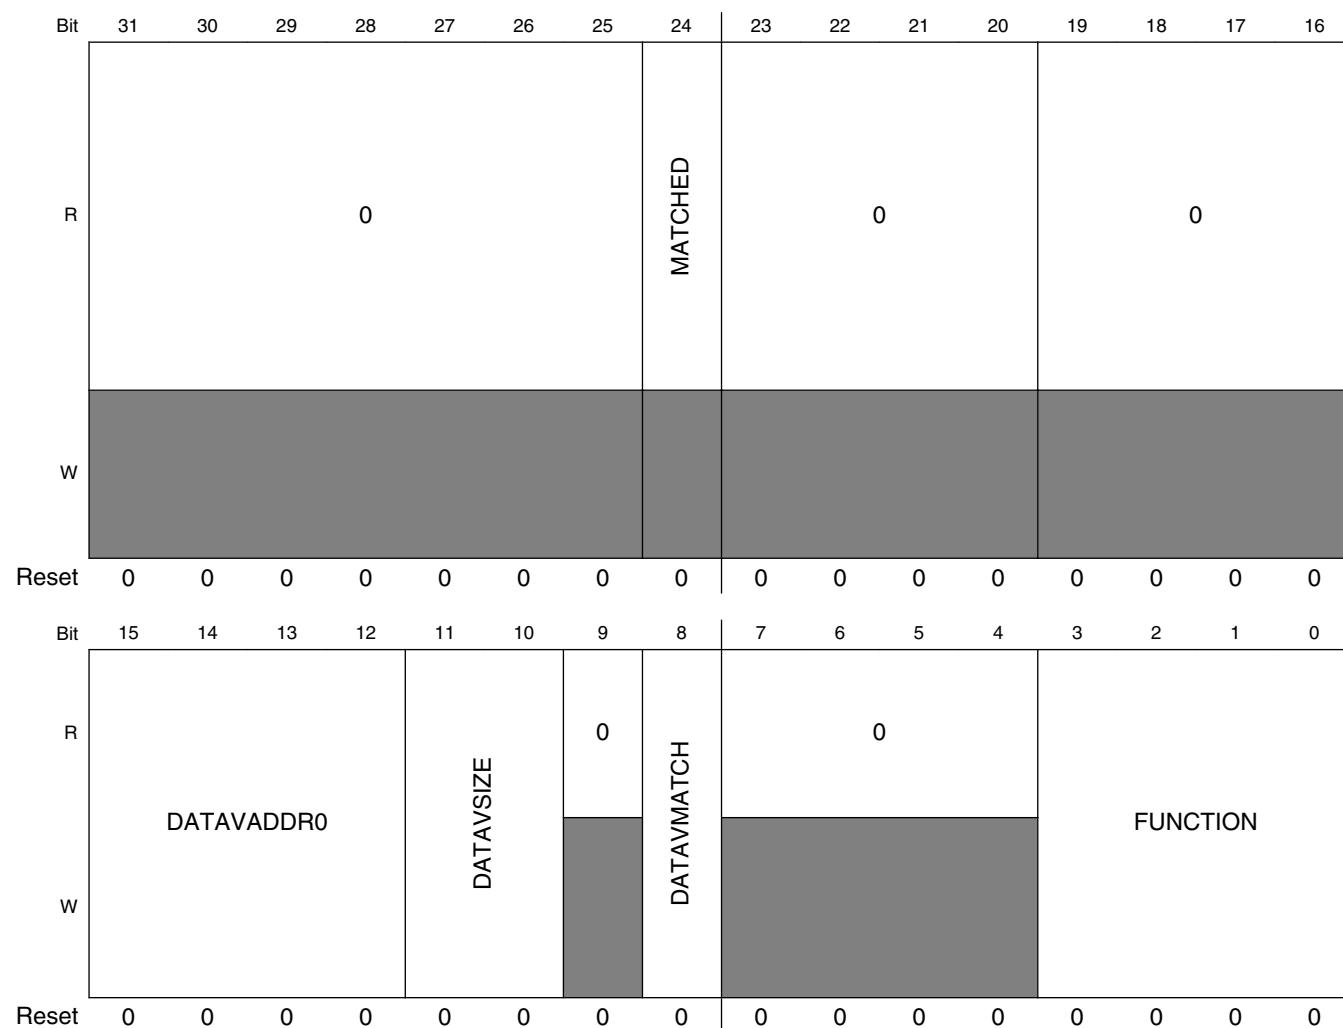 Bit 31 30 29 28 27 26 25 24 23 22 21 20 19 18 17 16
R 0 MATCHED 0 0
W
Reset 0 0 0 0 0 0 0 0 0 0 0 0 0 0 0 0
Bit 15 14 13 12 11 10 9 8 7 6 5 4 3 2 1 0
R 0 0
DATAVADDR0 DATAVSIZE DATAVMATCH FUNCTION
W
Reset 0 0 0 0 0 0 0 0 0 0 0 0 0 0 0 0